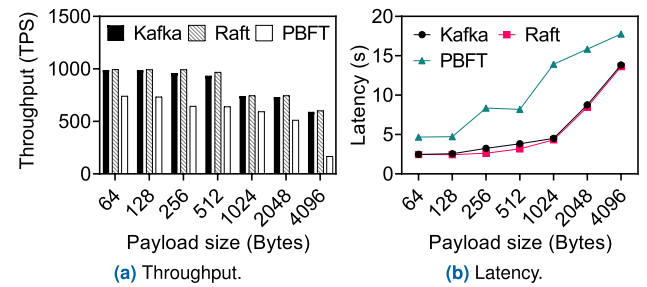 1500
1000
500
0
Throughput (TPS)
Kafka Raft PBFT
64 128 256 512 1024 2048 4096
Payload size (Bytes)
(a) Throughput.
20
15
10
5
0
Latency (s)
Kafka Raft
PBFT
64 128 256 512 1024 2048 4096
Payload size (Bytes)
(b) Latency.